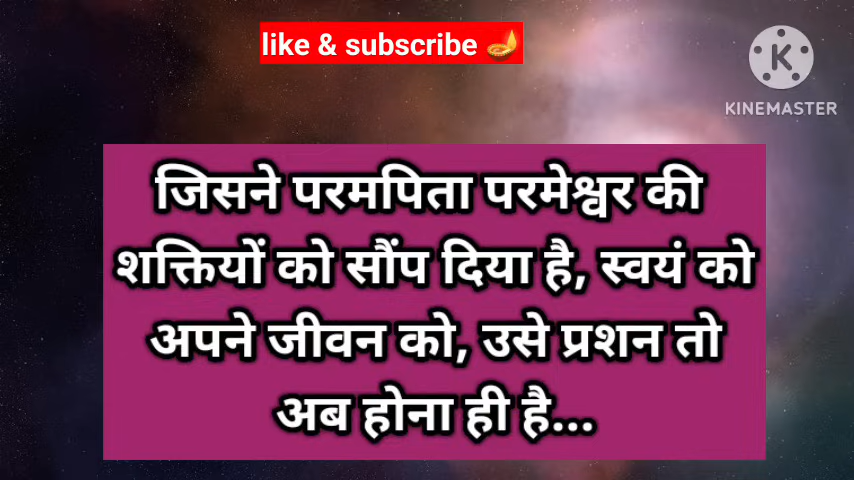 like & subscribe 🪔
KINEMASTER
जिसने परमपिता परमेश्वर की
शक्तियों को सौंप दिया है, स्वयं को
अपने जीवन को, उसे प्रशन तो
अब होना ही है...